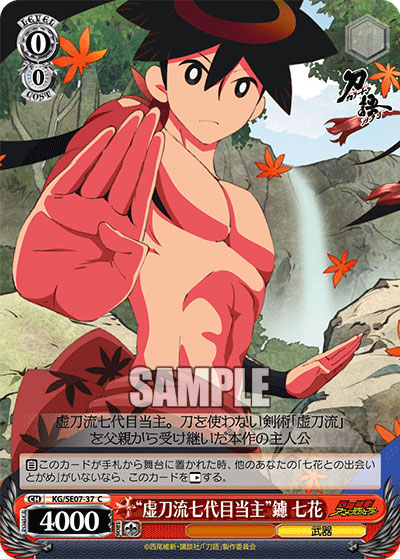 LEVEL
0
0
COST
刀語
SAMPLE
虚刀流七代目当主。刀を使わない剣術「虚刀流」
を父親から受け継いだ本作の主人公
このカードが手札から舞台に置かれた時、他のあなたの「七花との出会い
とがめ」がいないなら、このカードを
CH
KG/SE07-37 C
POWER
4000
“虚刀流七代目当主”鑢 七花
武器
©西尾維新・講談社/「刀語」製作委員会